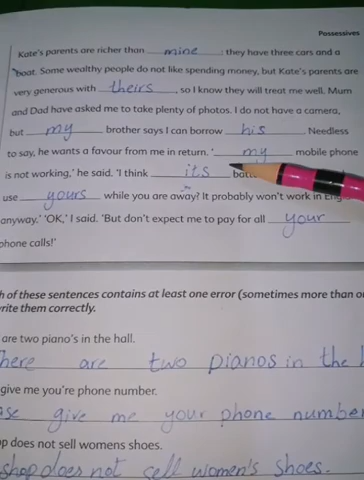 Possessives
Kate's parents are richer than mine : they have three cars and a
boat. Some wealthy people do not like spending money, but Kate's parents are
very generous with theirs , so I know they will treat me well. Mum
and Dad have asked me to take plenty of photos. I do not have a camera,
but my brother says I can borrow his . Needless
to say, he wants a favour from me in return. ' my mobile phone
is not working,' he said. 'I think its
use yours while you are away? It probably won't work in
anyway.' 'OK,' I said. 'But don't expect me to pay for all your
phone calls!'
of these sentences contains at least one error (sometimes more than
write them correctly.
are two piano's in the hall.
There are two pianos in the
give me you're phone number.
give me your phone number
does not sell womens shoes.
shop does not sell women's shoes.